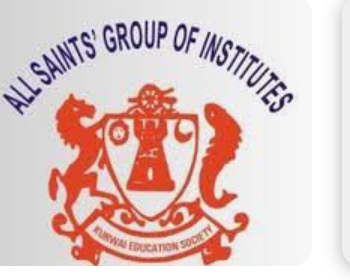 ALL SAINTS' GROUP OF INSTITUTES
KURWAI EDUCATION SOCIETY